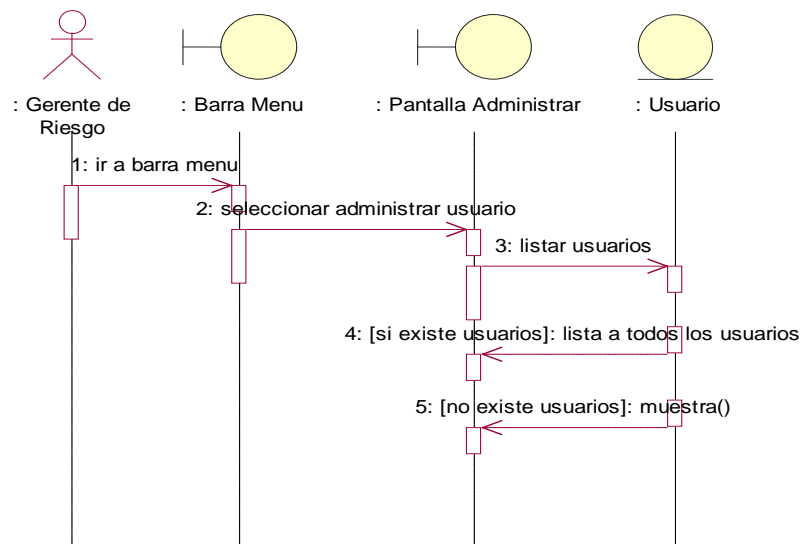 : Gerente de
Riesgo
: Barra Menu
: Pantalla Administrar
: Usuario
1: ir a barra menu
2: seleccionar administrar usuario
3: listar usuarios
4: [si existe usuarios]: lista a todos los usuarios
5: [no existe usuarios]: muestra()